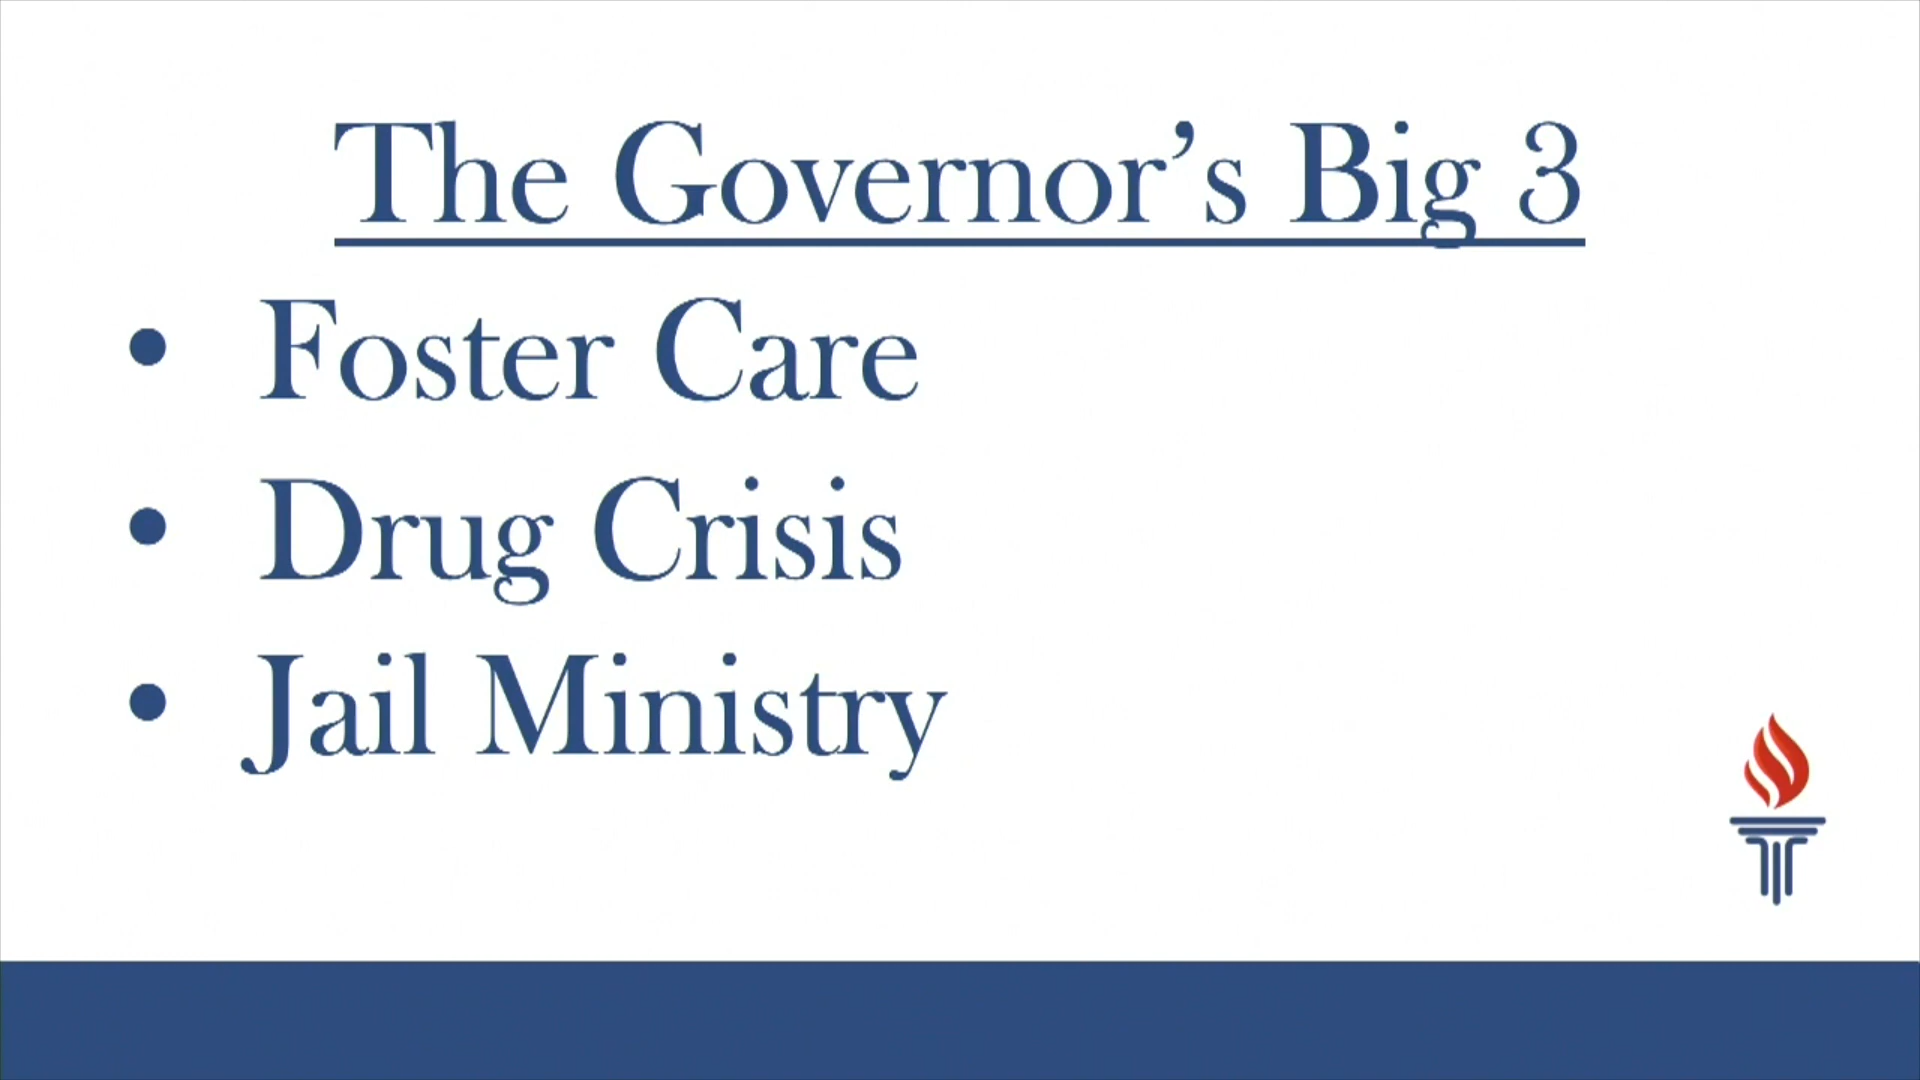 The Governor’s Big 3
• Foster Care
• Drug Crisis
• Jail Ministry